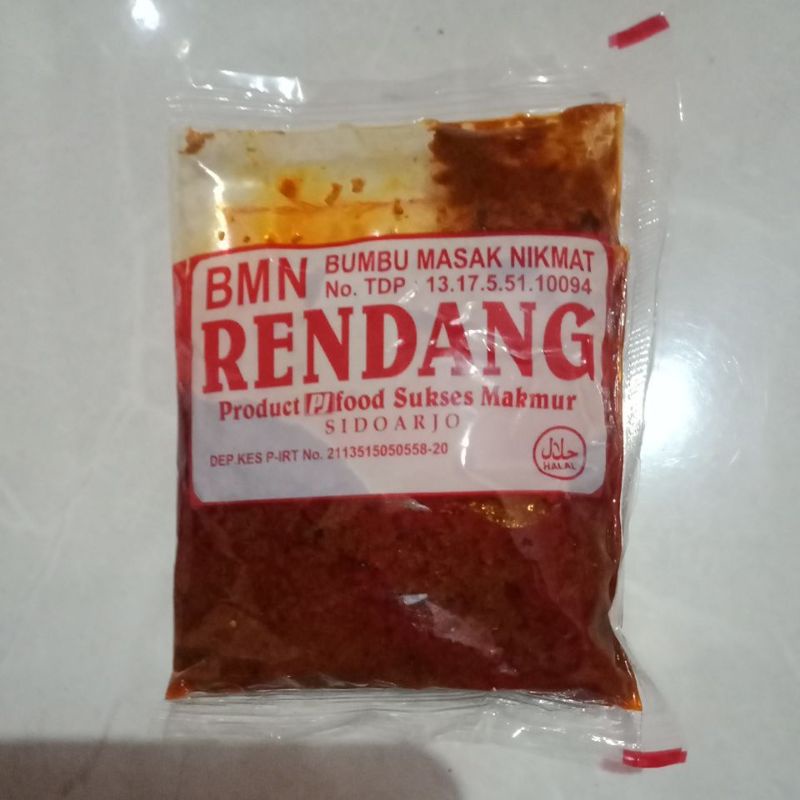 BMN BUMBU MASAK NIKMAT
No. TDP : 13.17.5.51.10094
RENDANG
Product PJ food Sukses Makmur
SIDOARJO
DEP.KES P-IRT No. 2113515050558-20
حلال
HALAL